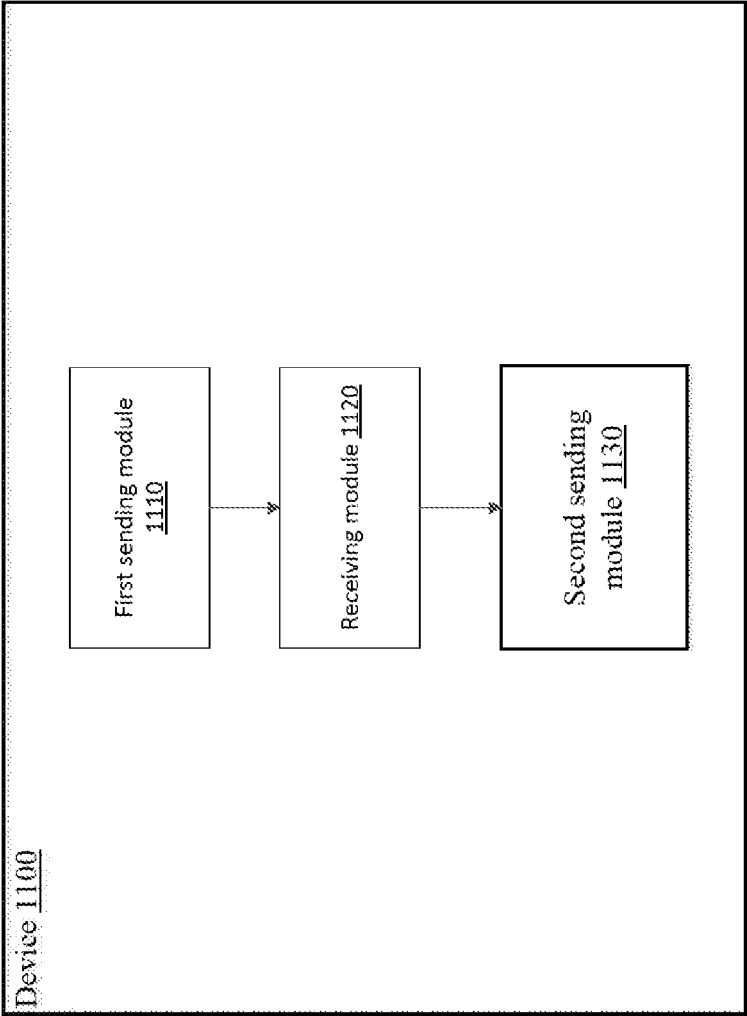 Device 1100
First sending module
1110
Receiving module 1120
Second sending
module 1130